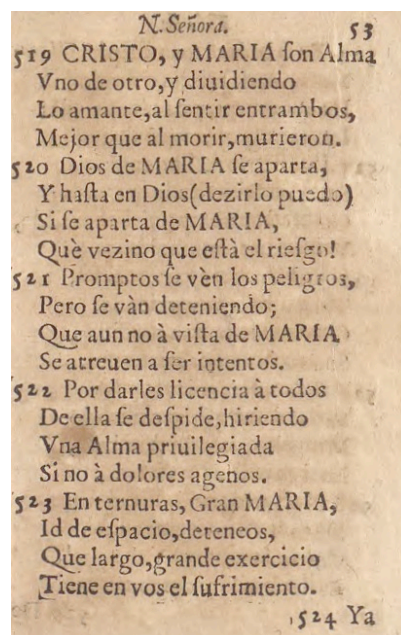 N. Señora. 53
519 CRISTO, y MARIA ſon Alma
Vno de otro, y diuidiendo
Lo amante, al ſentir entrambos,
Mejor que al morir, murieron.
520 Dios de MARIA ſe aparta,
Y haſta en Dios (dezirlo puedo)
Si ſe aparta de MARIA,
Què vezino que eſtà el rieſgo!
521 Promptos ſe vèn los peligros,
Pero ſe vàn deteniendo;
Que aun no à viſta de MARIA
Se atreuen a ſer intentos.
522 Por darles licencia à todos
De ella ſe deſpide, hiriendo
Vna Alma priuilegiada
Si no à dolores agenos.
523 En ternuras, Gran MARIA,
Id de eſpacio, deteneos,
Que largo, grande exercicio
Tiene en vos el ſufrimiento.
524 Ya